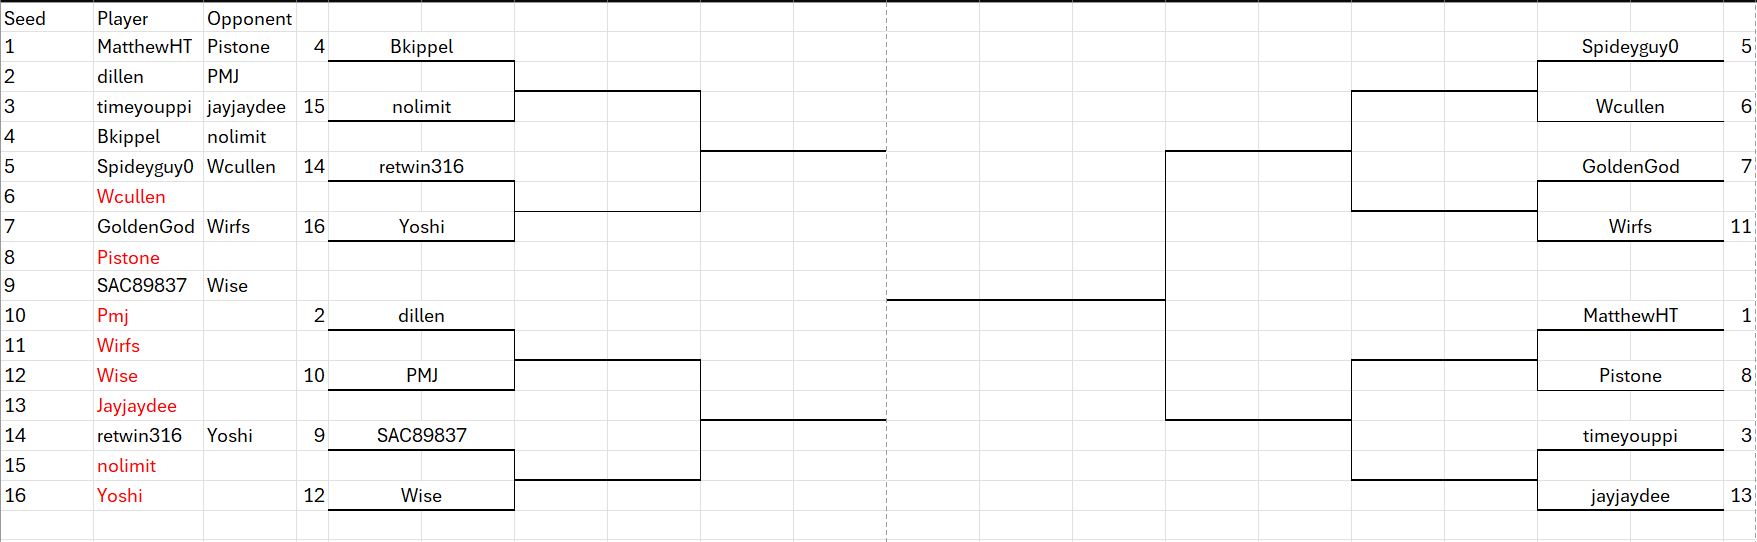 Seed Player Opponent
1 MatthewHT Pistone 4 Bkippel Spideyguy0 5
2 dillen PMJ
3 timeyouppi jayjaydee 15 nolimit Wcullen 6
4 Bkippel nolimit
5 Spideyguy0 Wcullen 14 retwin316 GoldenGod 7
6 Wcullen
7 GoldenGod Wirfs 16 Yoshi Wirfs 11
8 Pistone
9 SAC89837 Wise
10 Pmj 2 dillen MatthewHT 1
11 Wirfs
12 Wise 10 PMJ Pistone 8
13 Jayjaydee
14 retwin316 Yoshi 9 SAC89837 timeyouppi 3
15 nolimit
16 Yoshi 12 Wise jayjaydee 13